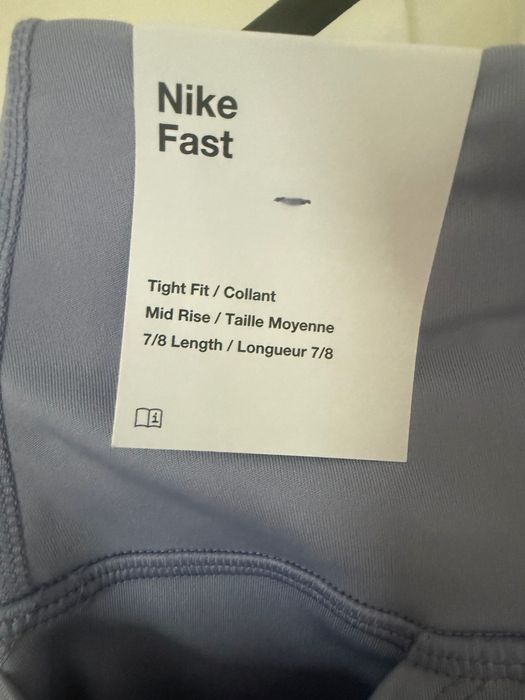 Nike
Fast
Tight Fit / Collant
Mid Rise / Taille Moyenne
7/8 Length / Longueur 7/8
i